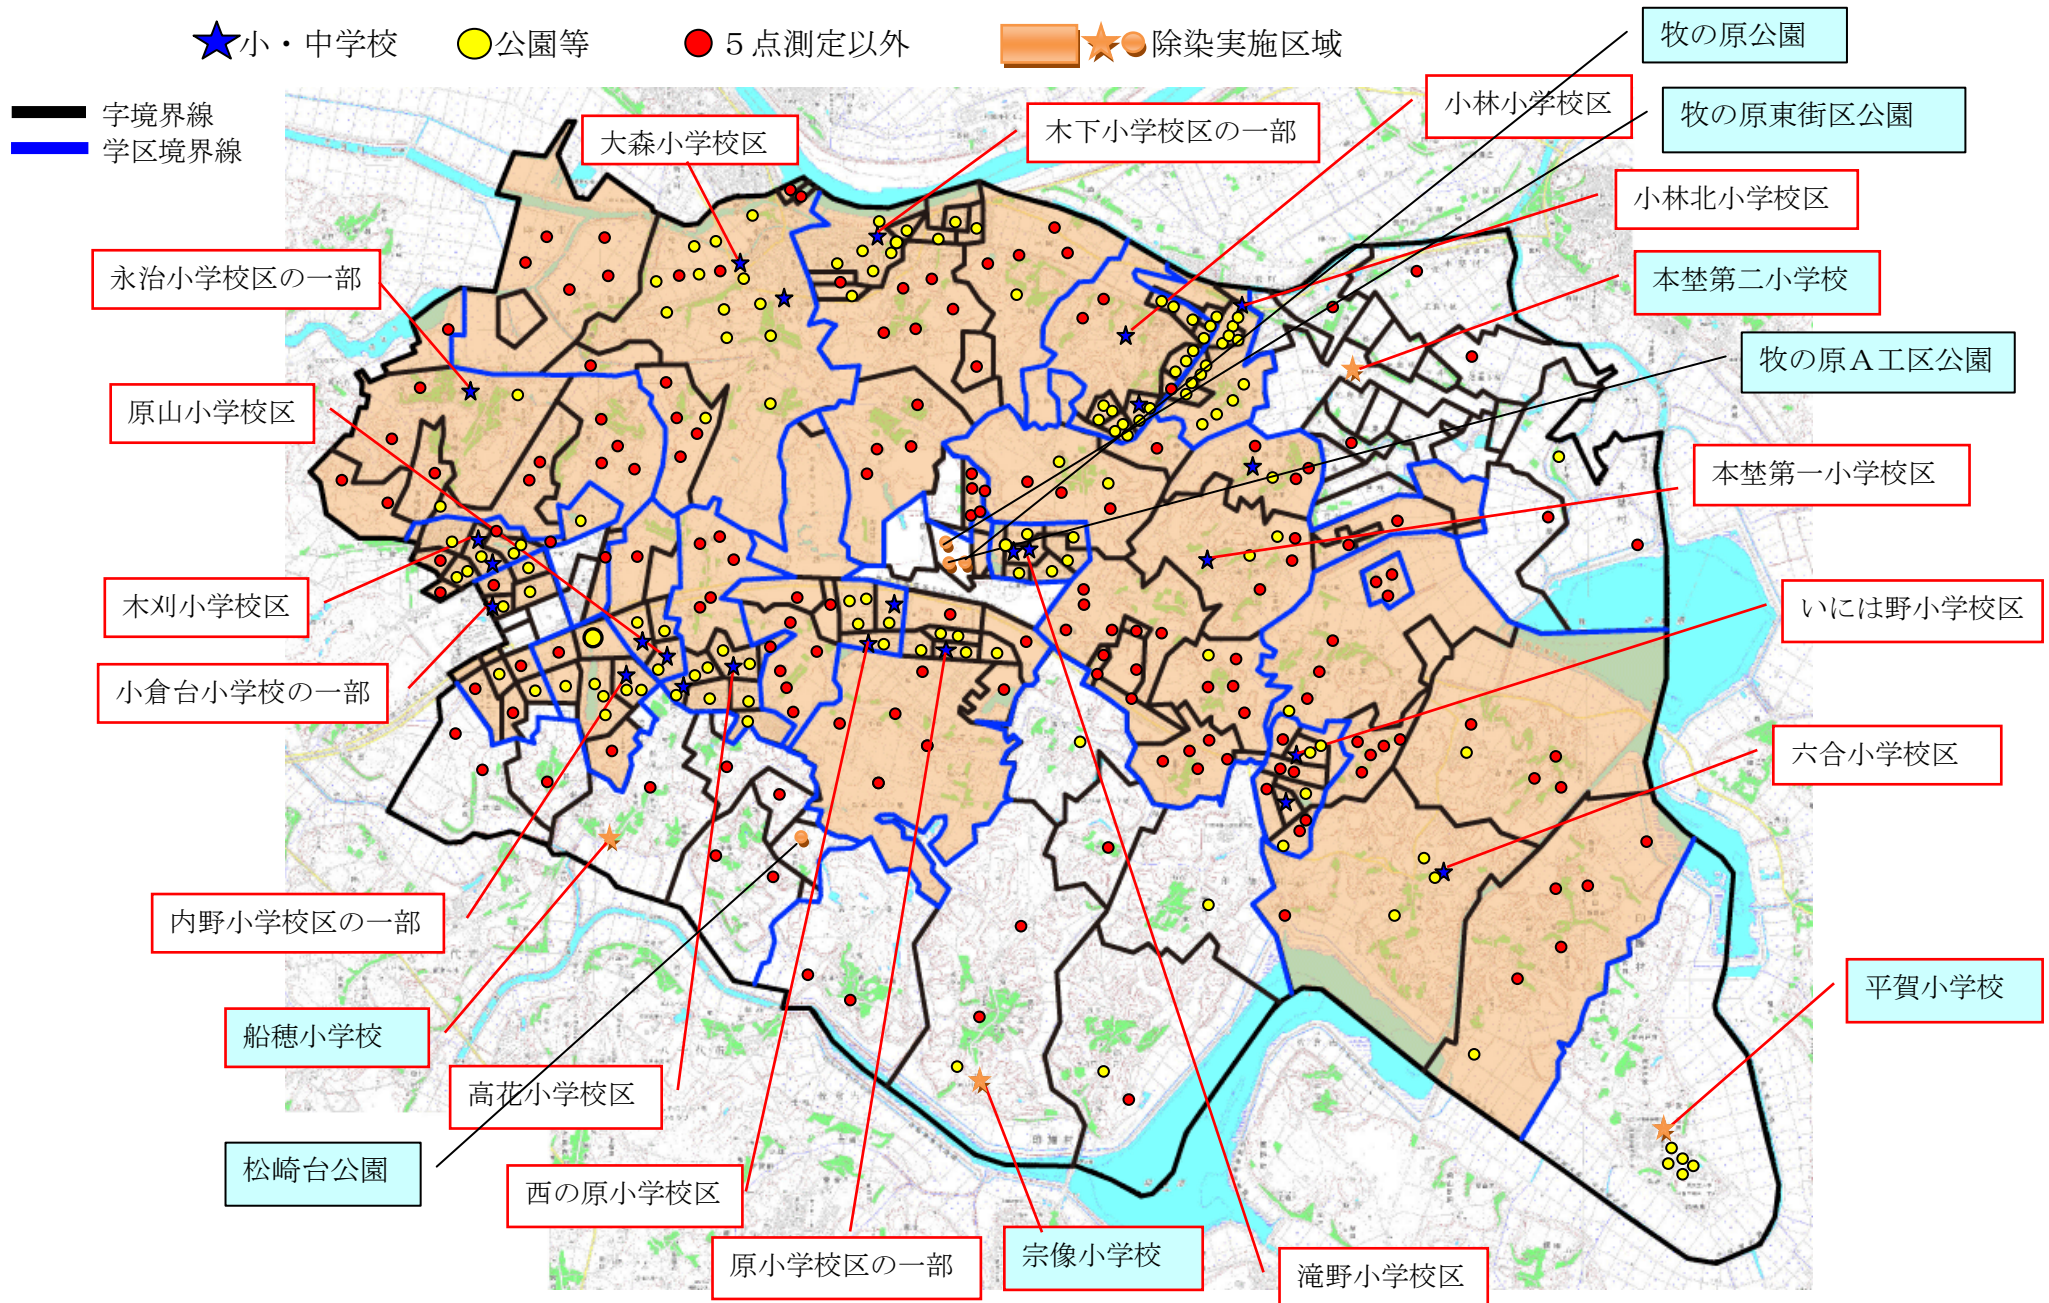 小・中学校
公園等
５点測定以外
除染実施区域
字境界線
学区境界線
牧の原公園
小林小学校区
牧の原東街区公園
大森小学校区
木下小学校区の一部
小林北小学校区
永治小学校区の一部
本埜第二小学校
牧の原Ａ工区公園
原山小学校区
本埜第一小学校区
木刈小学校区
いには野小学校区
小倉台小学校の一部
六合小学校区
内野小学校区の一部
平賀小学校
船穂小学校
高花小学校区
松崎台公園
西の原小学校区
原小学校区の一部
宗像小学校
滝野小学校区